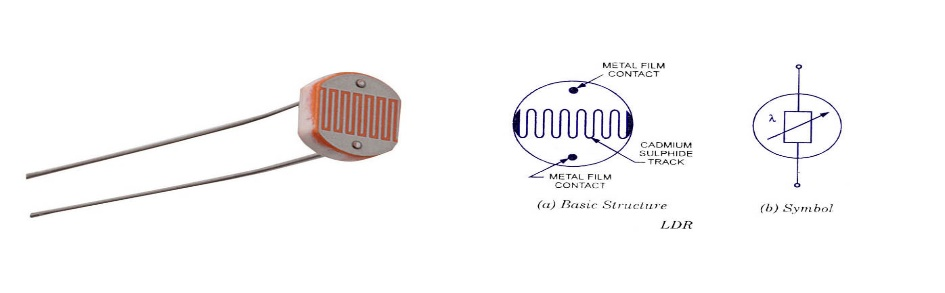 METAL FILM
CONTACT
CADMIUM
SULPHIDE
TRACK
METAL FILM
CONTACT
(a) Basic Structure
LDR
λ
(b) Symbol